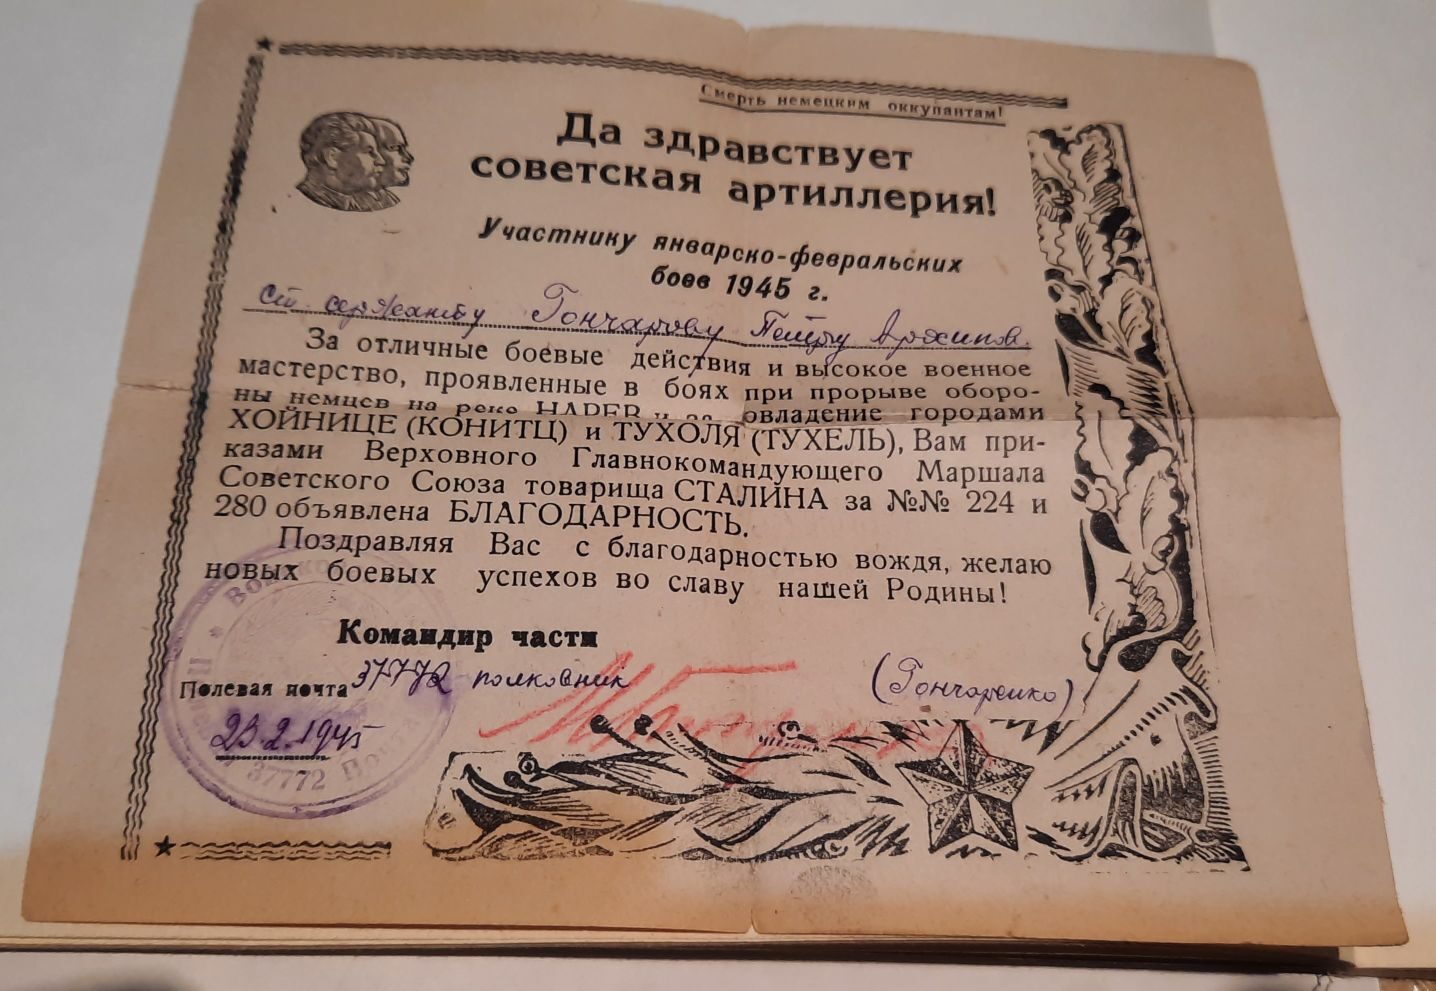 Смерть немецким оккупантам!
Да здравствует
советская артиллерия!
Участнику январско-февральских
боев 1945 г.
ст. сержанту Гончарову Петру Архипов.
За отличные боевые действия и высокое военное
мастерство, проявленные в боях при прорыве оборо-
ны немцев на реке НАРЕВ и за овладение городами
ХОЙНИЦЕ (КОНИТЦ) и ТУХОЛЯ (ТУХЕЛЬ), Вам при-
казами Верховного Главнокомандующего Маршала
Советского Союза товарища СТАЛИНА за №№ 224 и
280 объявлена БЛАГОДАРНОСТЬ.
Поздравляя Вас с благодарностью вождя, желаю
новых боевых успехов во славу нашей Родины!
Командир части
Полевая почта 37772 полковник (Гончаренко)
23.2.1945
37772 Почта